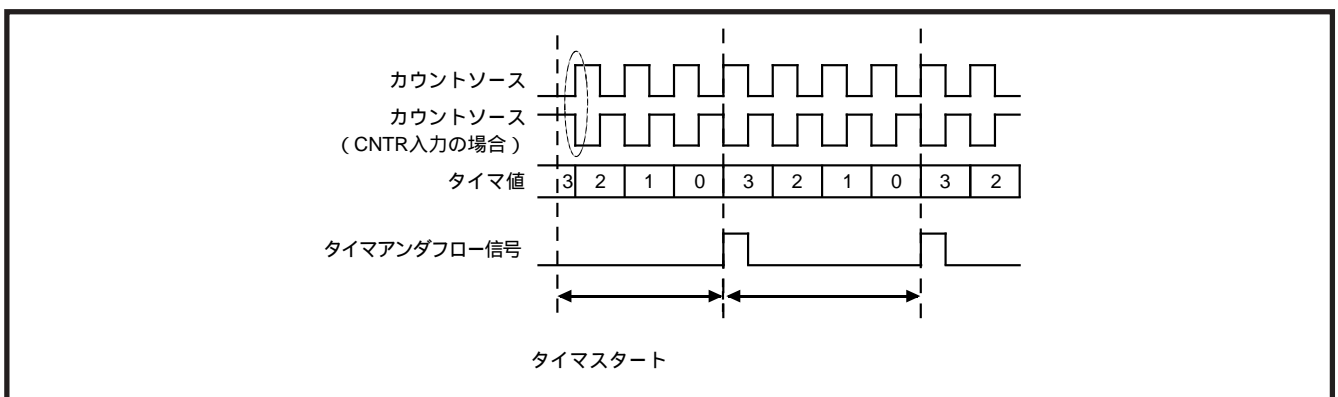 カウントソース
カウントソース
(CNTR入力の場合)
タイマ値 3 2 1 0 3 2 1 0 3 2
タイマアンダフロー信号
タイマスタート